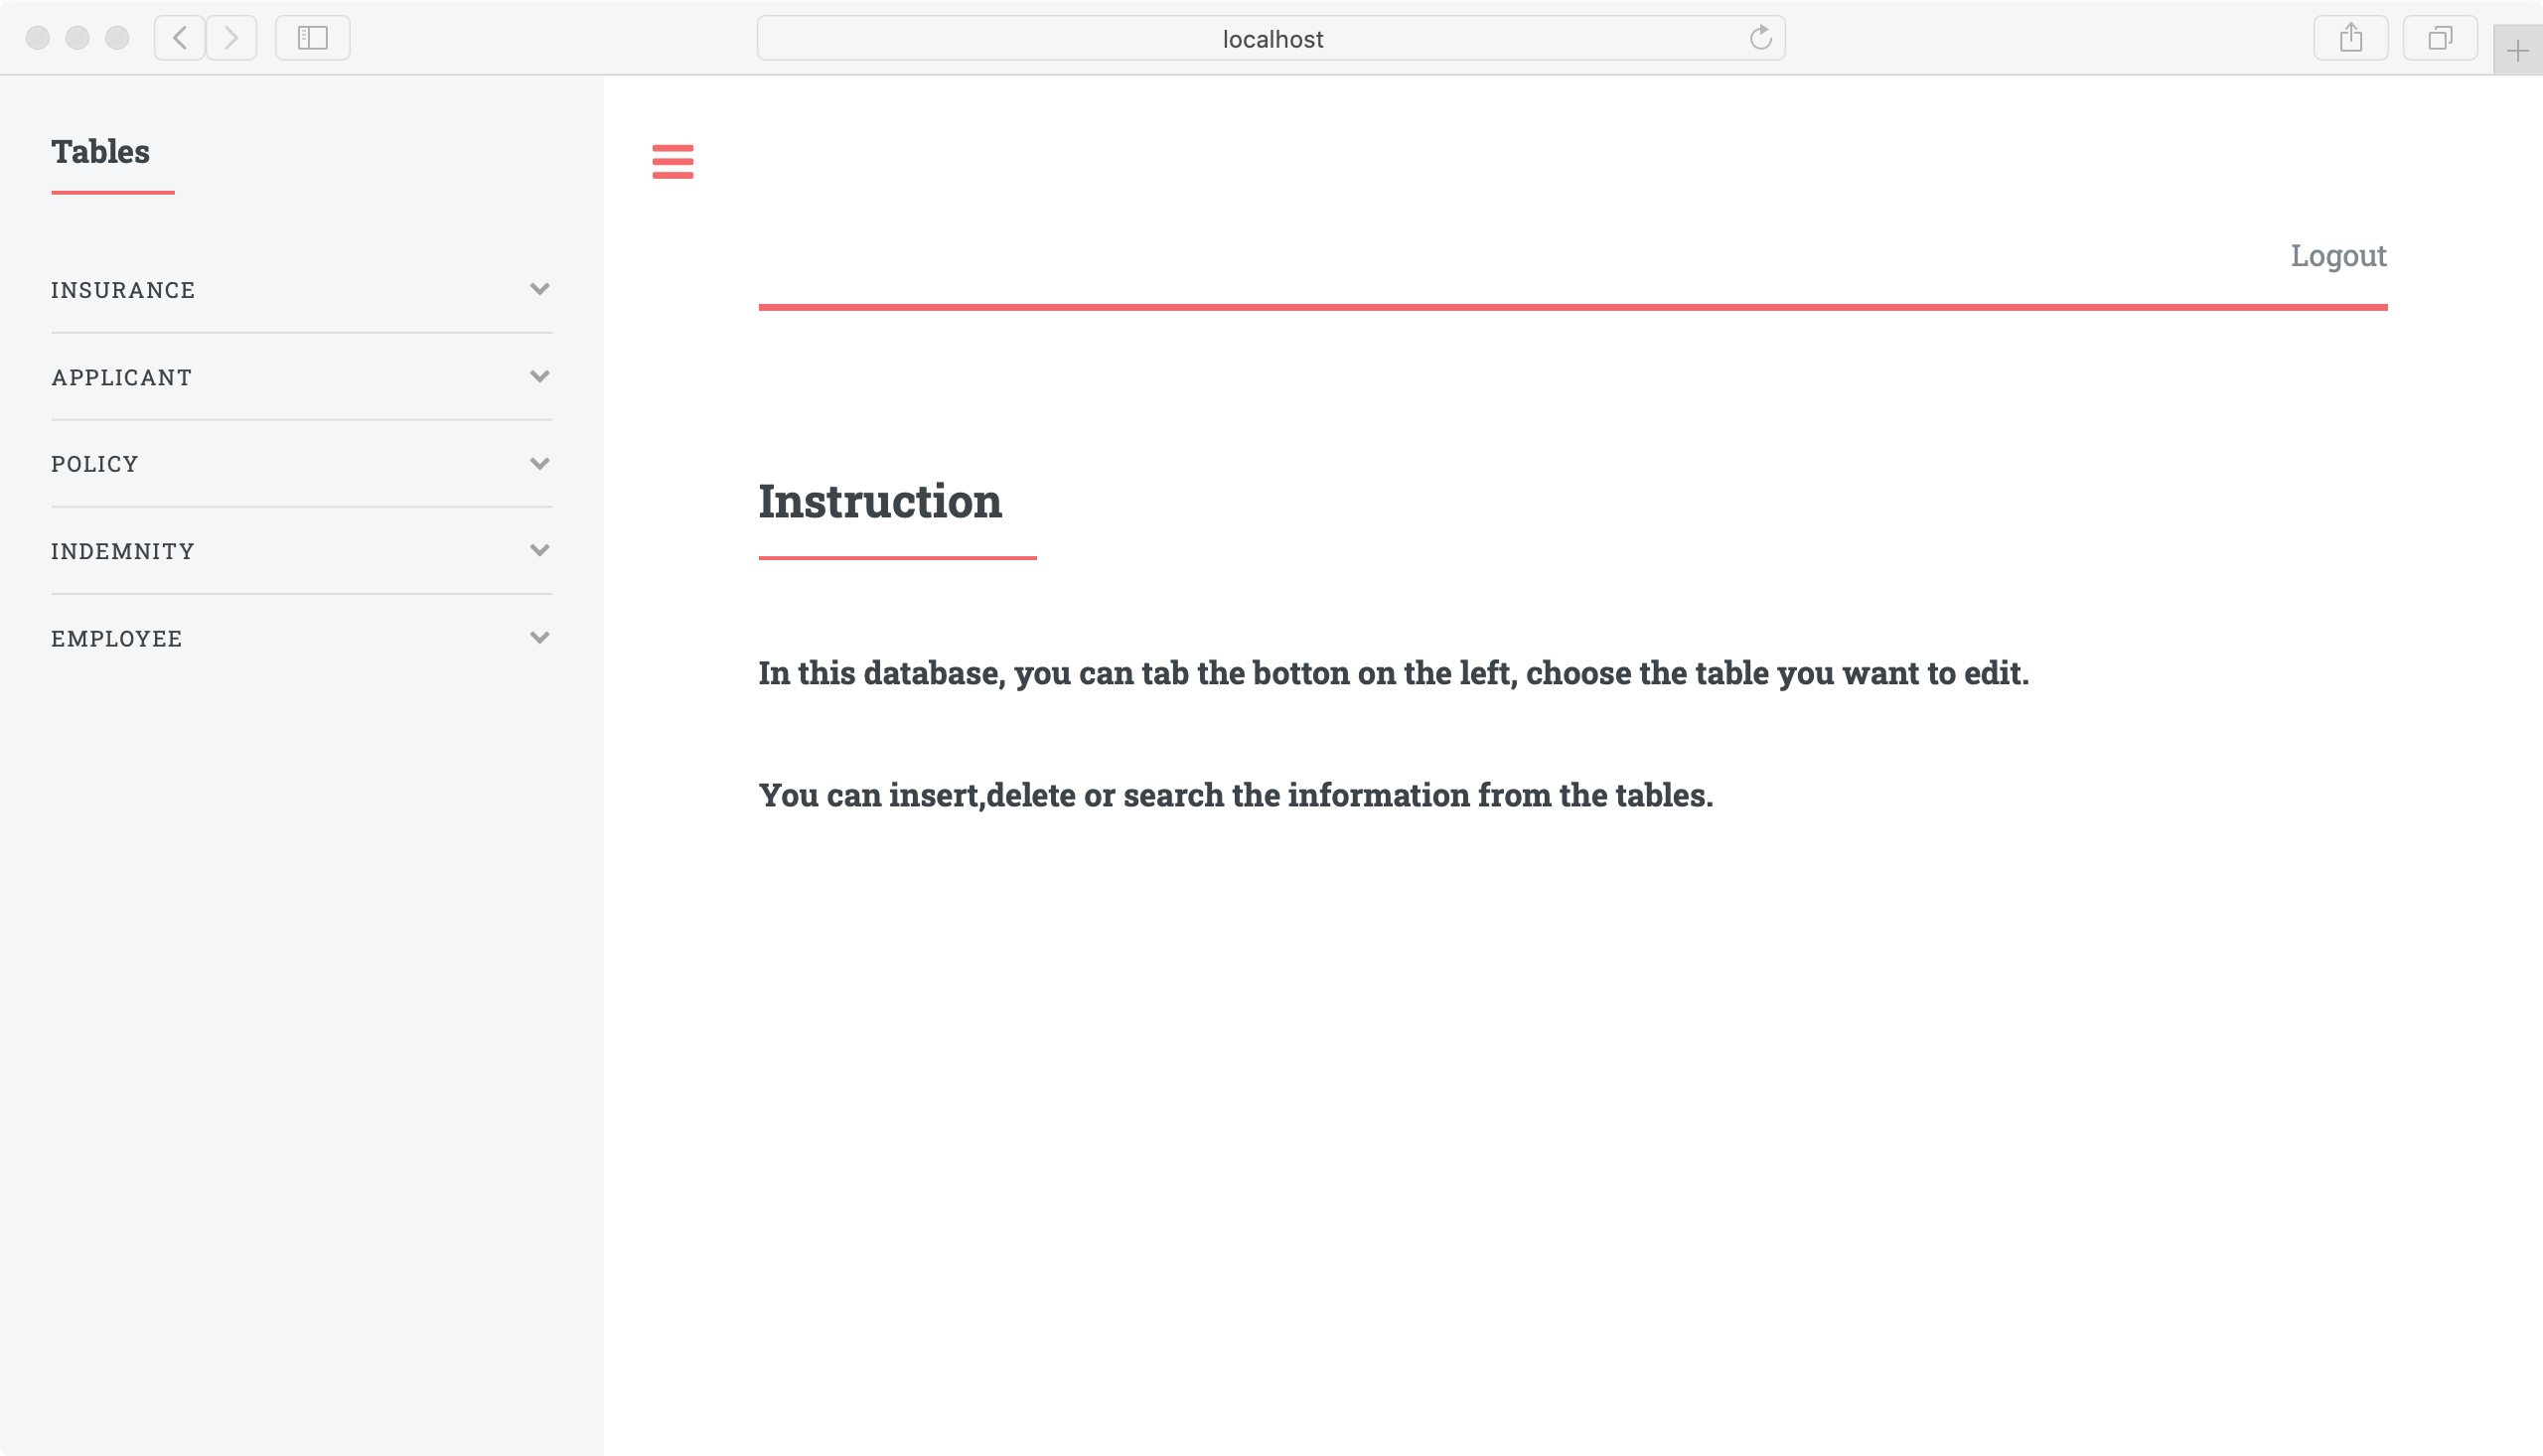 localhost
Tables
INSURANCE
APPLICANT
POLICY
INDEMNITY
EMPLOYEE
Logout
Instruction
In this database, you can tab the botton on the left, choose the table you want to edit.
You can insert,delete or search the information from the tables.